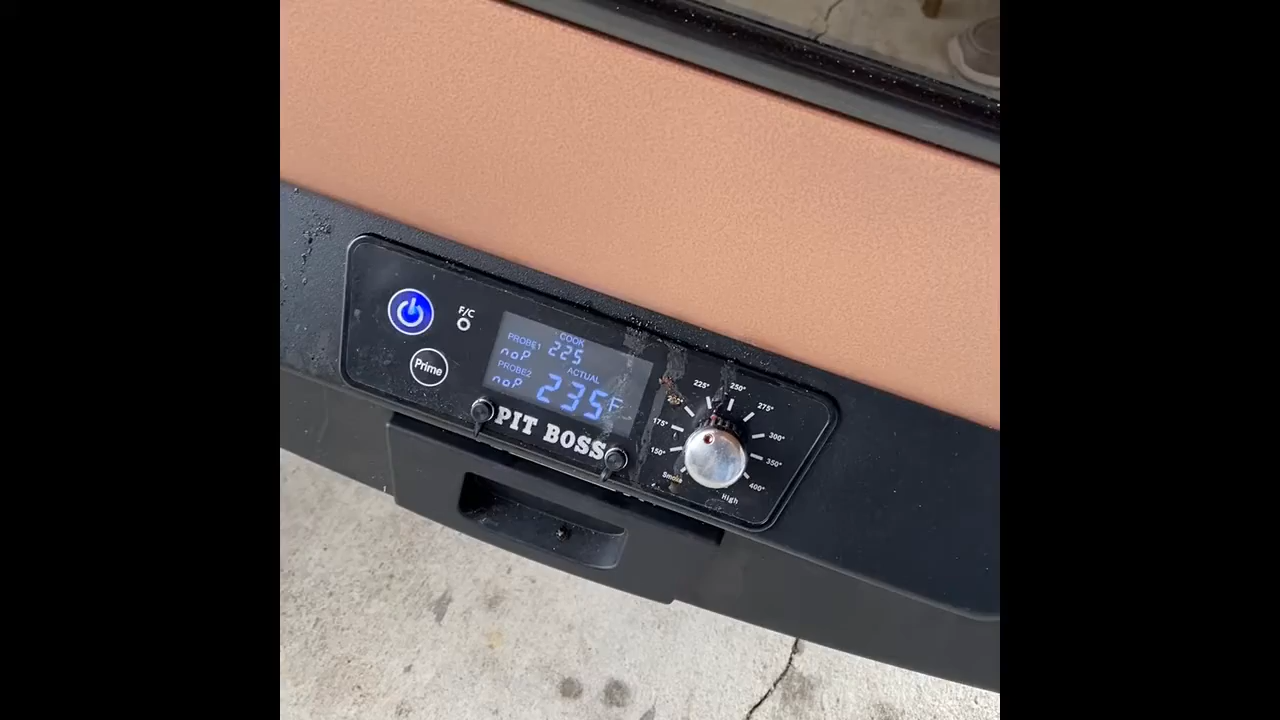 F/C
Prime
COOK
PROBE1 225
noP
ACTUAL
PROBE2 235F
noP
PIT BOSS
225° 250°
275°
175° 300°
150° 350°
Smoke 400°
High